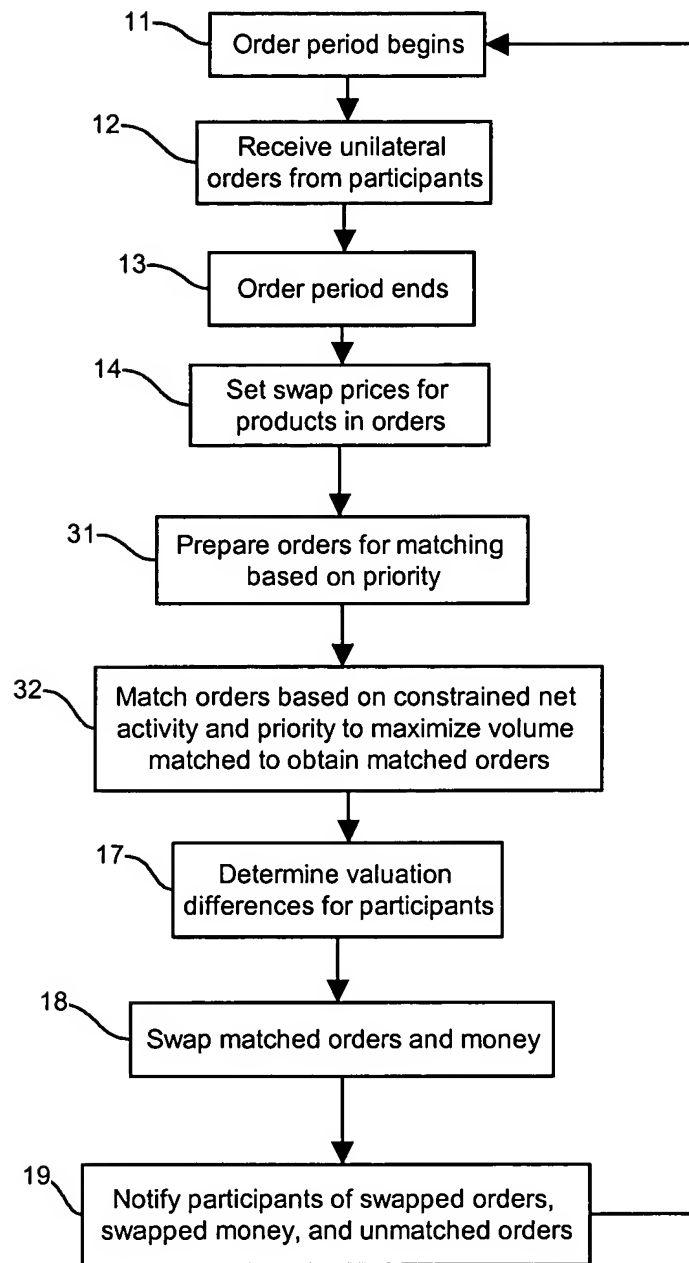 11
Order period begins
12
Receive unilateral
orders from participants
13
Order period ends
14
Set swap prices for
products in orders
31
Prepare orders for matching
based on priority
32
Match orders based on constrained net
activity and priority to maximize volume
matched to obtain matched orders
17
Determine valuation
differences for participants
18
Swap matched orders and money
19
Notify participants of swapped orders,
swapped money, and unmatched orders